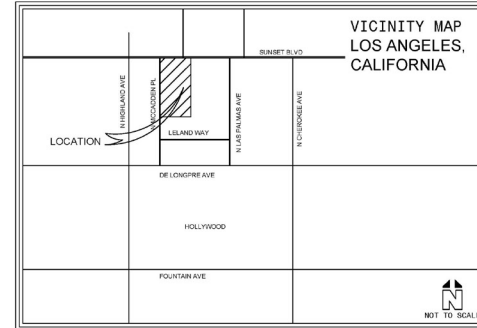 VICINITY MAP
LOS ANGELES,
CALIFORNIA
SUNSET BLVD
N HIGHLAND AVE
N MCCADDEN PL
N LAS PALMAS AVE
N CHEROKEE AVE
LELAND WAY
LOCATION
DE LONGPRE AVE
HOLLYWOOD
FOUNTAIN AVE
N
NOT TO SCALE